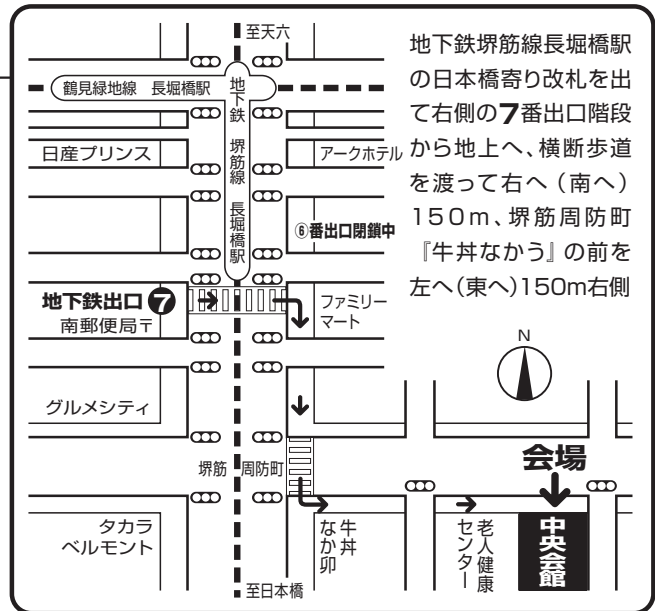 至天六
鶴見緑地線 長堀橋駅
地下鉄 堺筋線 長堀橋駅
日産プリンス
アークホテル
⑥番出口閉鎖中
地下鉄出口❼
南郵便局〒
ファミリー
マート
グルメシティ
堺筋
周防町
タカラ
ベルモント
牛丼
なか卯
至日本橋
老人健康
センター
会場
中央会館
N
地下鉄堺筋線長堀橋駅
の日本橋寄り改札を出
て右側の7番出口階段
から地上へ、横断歩道
を渡って右へ（南へ）
150m、堺筋周防町
『牛丼なかう』の前を
左へ(東へ)150m右側